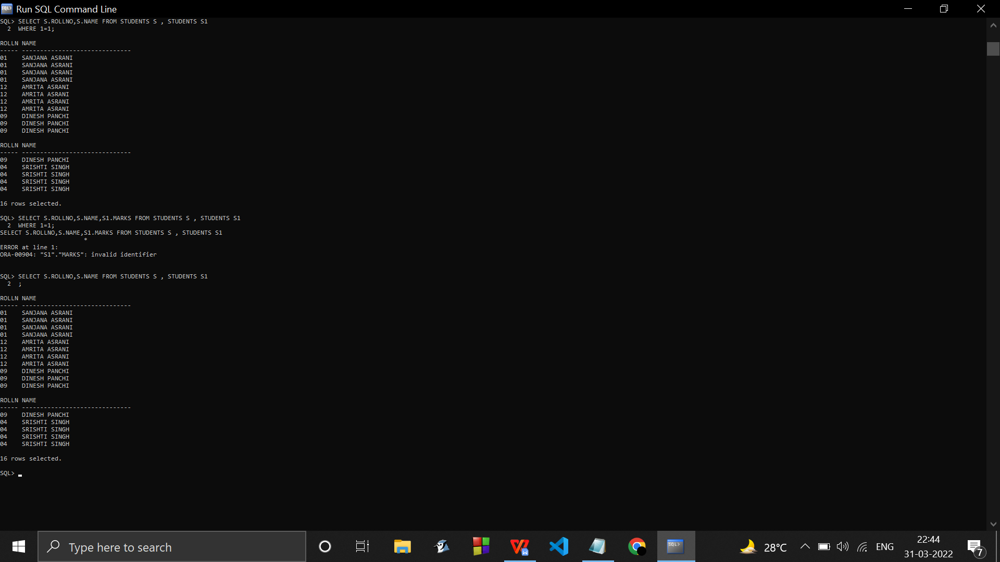 Run SQL Command Line
SQL> SELECT S.ROLLNO,S.NAME FROM STUDENTS S , STUDENTS S1
  2  WHERE 1=1;
ROLLN NAME
----- ------------------------------
01    SANJANA ASRANI
01    SANJANA ASRANI
01    SANJANA ASRANI
01    SANJANA ASRANI
12    AMRITA ASRANI
12    AMRITA ASRANI
12    AMRITA ASRANI
12    AMRITA ASRANI
09    DINESH PANCHI
09    DINESH PANCHI
09    DINESH PANCHI
ROLLN NAME
----- ------------------------------
09    DINESH PANCHI
04    SRISHTI SINGH
04    SRISHTI SINGH
04    SRISHTI SINGH
04    SRISHTI SINGH
16 rows selected.
SQL> SELECT S.ROLLNO,S.NAME,S1.MARKS FROM STUDENTS S , STUDENTS S1
  2  WHERE 1=1;
SELECT S.ROLLNO,S.NAME,S1.MARKS FROM STUDENTS S , STUDENTS S1
                       *
ERROR at line 1:
ORA-00904: "S1"."MARKS": invalid identifier
SQL> SELECT S.ROLLNO,S.NAME FROM STUDENTS S , STUDENTS S1
  2  ;
ROLLN NAME
----- ------------------------------
01    SANJANA ASRANI
01    SANJANA ASRANI
01    SANJANA ASRANI
01    SANJANA ASRANI
12    AMRITA ASRANI
12    AMRITA ASRANI
12    AMRITA ASRANI
12    AMRITA ASRANI
09    DINESH PANCHI
09    DINESH PANCHI
09    DINESH PANCHI
ROLLN NAME
----- ------------------------------
09    DINESH PANCHI
04    SRISHTI SINGH
04    SRISHTI SINGH
04    SRISHTI SINGH
04    SRISHTI SINGH
16 rows selected.
SQL> _
Type here to search
28°C
ENG
22:44
31-03-2022
7